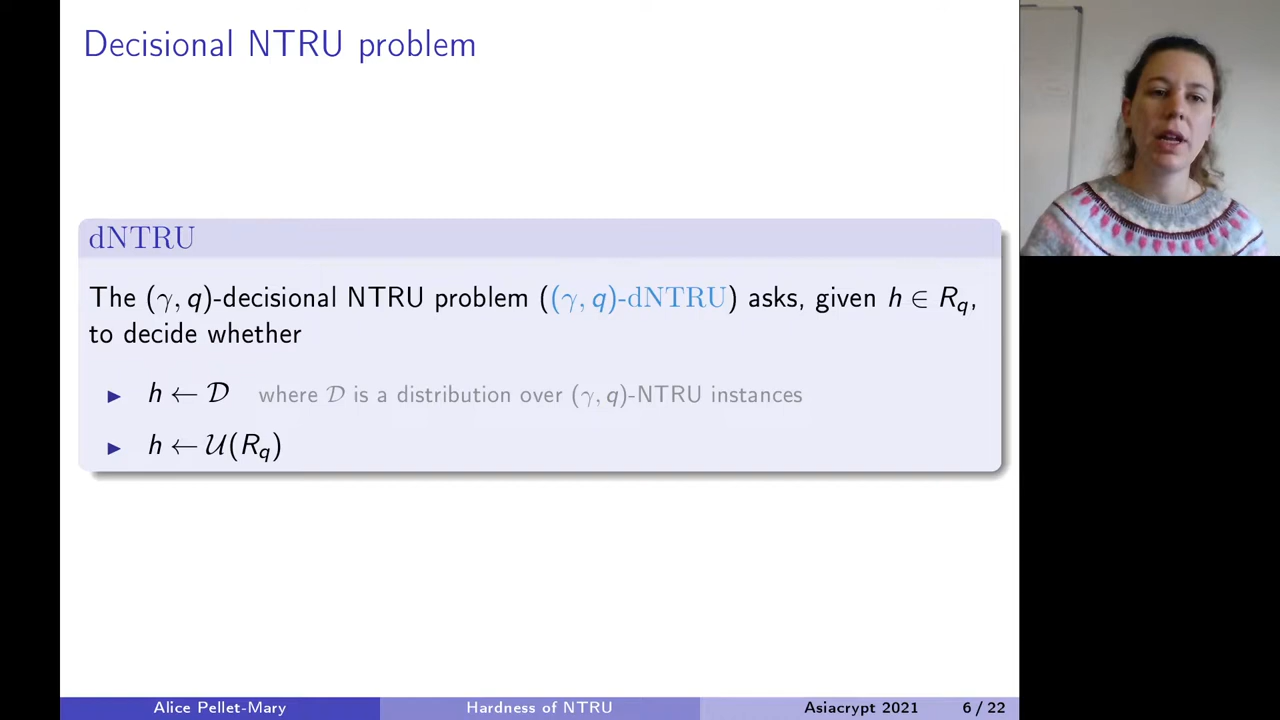 Decisional NTRU problem
dNTRU
The (γ, q)-decisional NTRU problem ((γ, q)-dNTRU) asks, given h ∈ R_q,
to decide whether
▶ h ← 𝒟 where 𝒟 is a distribution over (γ, q)-NTRU instances
▶ h ← 𝒰(R_q)
Alice Pellet-Mary Hardness of NTRU Asiacrypt 2021 6 / 22